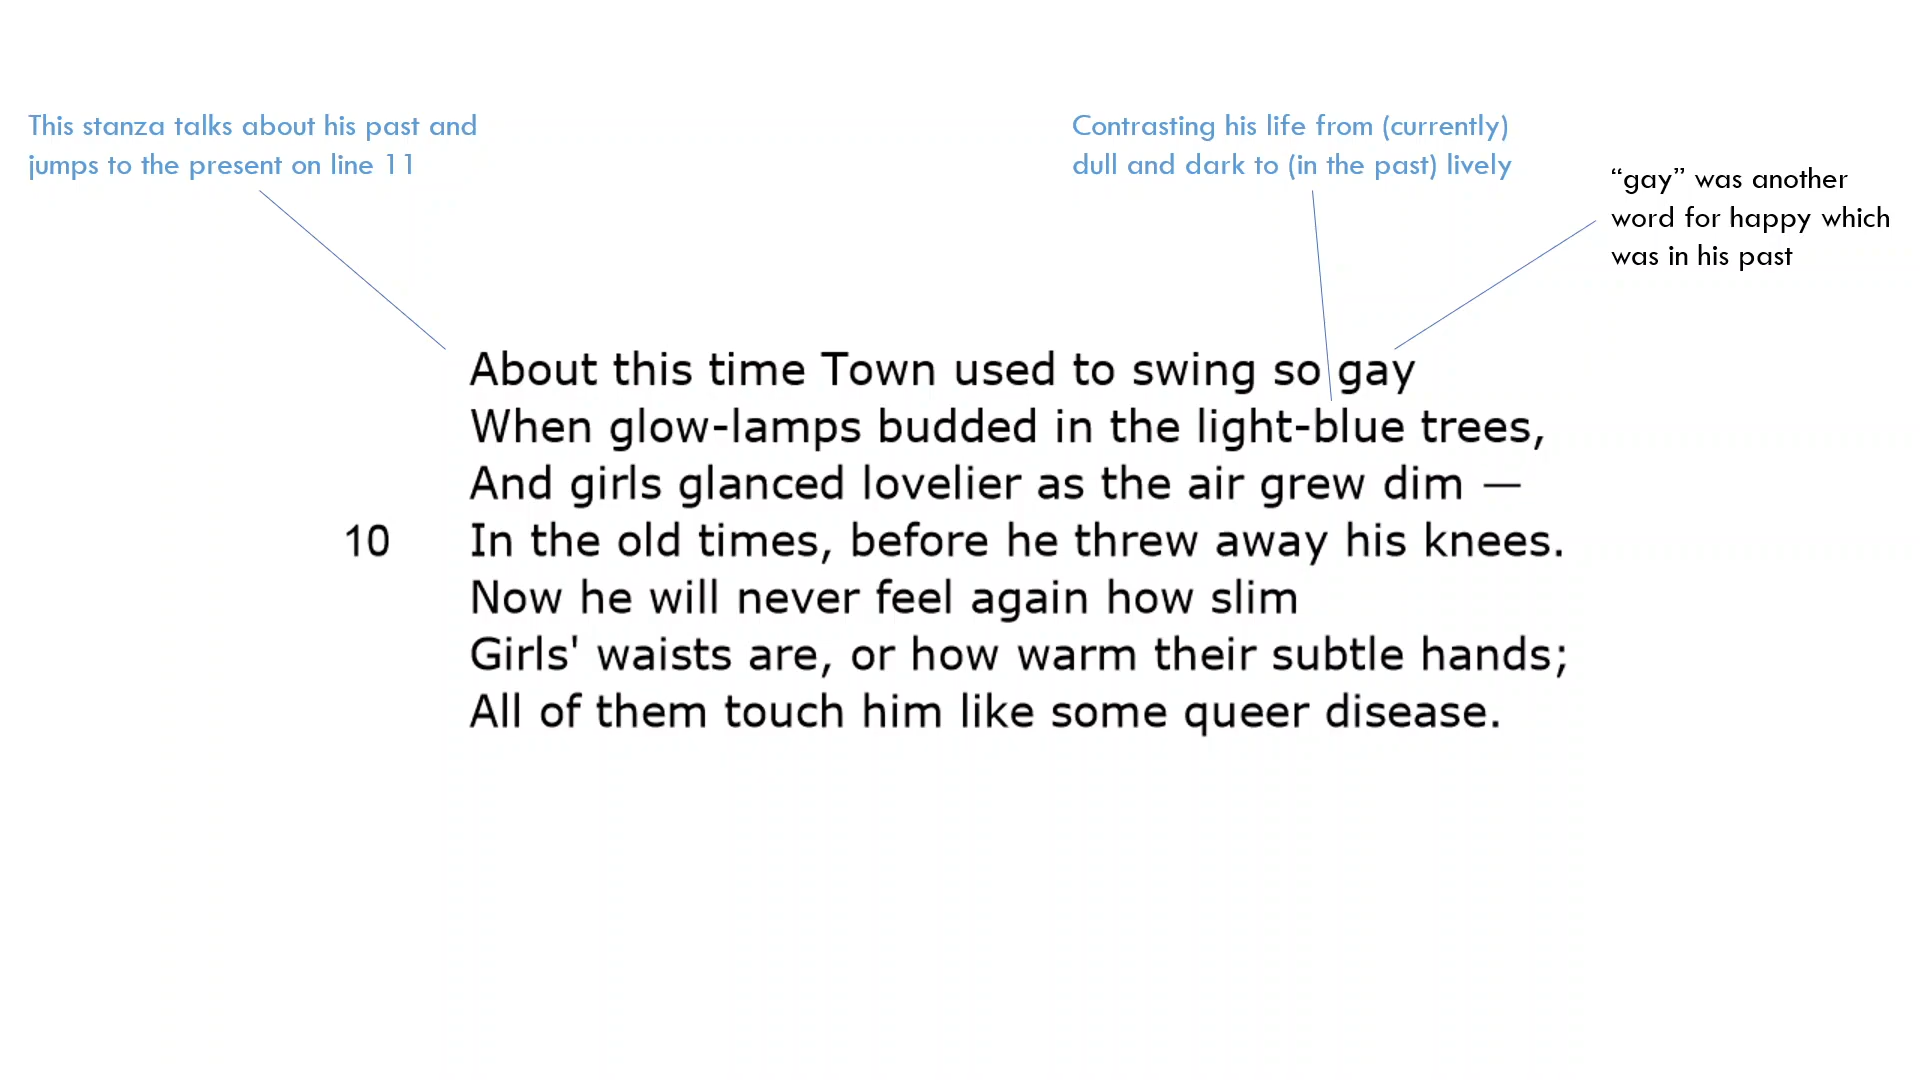 This stanza talks about his past and
jumps to the present on line 11
Contrasting his life from (currently)
dull and dark to (in the past) lively
“gay” was another
word for happy which
was in his past
About this time Town used to swing so gay
When glow-lamps budded in the light-blue trees,
And girls glanced lovelier as the air grew dim —
10 In the old times, before he threw away his knees.
Now he will never feel again how slim
Girls' waists are, or how warm their subtle hands;
All of them touch him like some queer disease.